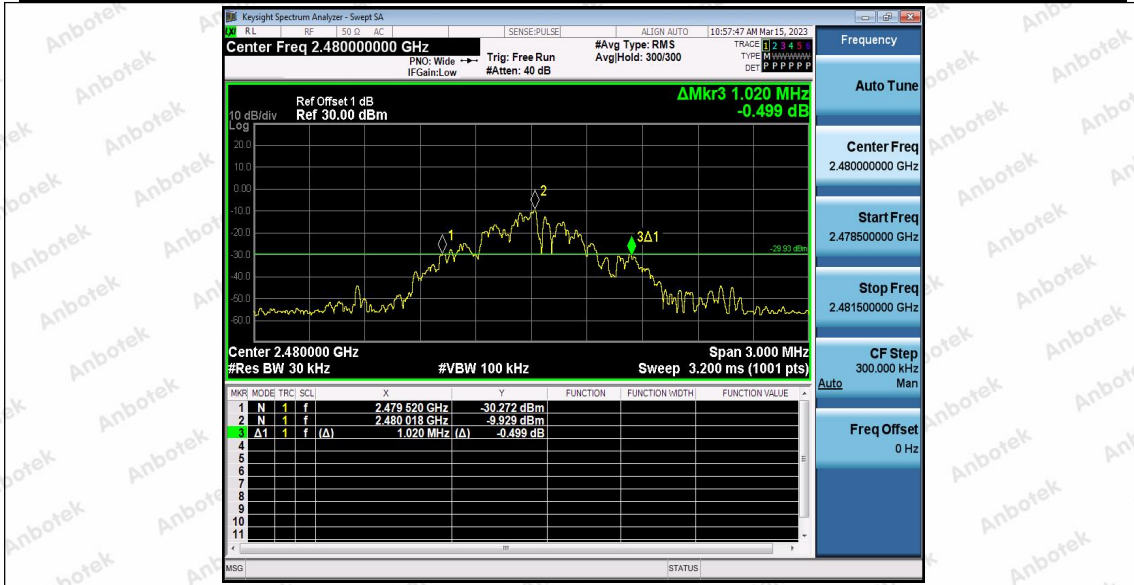 Keysight Spectrum Analyzer - Swept SA
LXI RL RF 50 Ω AC SENSE:PULSE ALIGN AUTO 10:57:47 AM Mar 15, 2023
Center Freq 2.480000000 GHz
PNO: Wide
IFGain:Low
Trig: Free Run
#Atten: 40 dB
#Avg Type: RMS
Avg|Hold: 300/300
TRACE 1 2 3 4 5 6
TYPE M WWWWW
DET P P P P P P
ΔMkr3 1.020 MHz
-0.499 dB
Ref Offset 1 dB
10 dB/div Ref 30.00 dBm
Log
20.0
10.0
0.00
-10.0
-20.0
-30.0
-40.0
-50.0
-60.0
1
2
3Δ1
-29.93 dBm
Center 2.480000 GHz Span 3.000 MHz
#Res BW 30 kHz #VBW 100 kHz Sweep 3.200 ms (1001 pts)
MKR MODE TRC SCL X Y FUNCTION FUNCTION WIDTH FUNCTION VALUE
1 N 1 f 2.479 520 GHz -30.272 dBm
2 N 1 f 2.480 018 GHz -9.929 dBm
3 Δ1 1 f (Δ) 1.020 MHz (Δ) -0.499 dB
4
5
6
7
8
9
10
11
MSG STATUS
Frequency
Auto Tune
Center Freq
2.480000000 GHz
Start Freq
2.478500000 GHz
Stop Freq
2.481500000 GHz
CF Step
300.000 kHz
Auto Man
Freq Offset
0 Hz
Anbotek